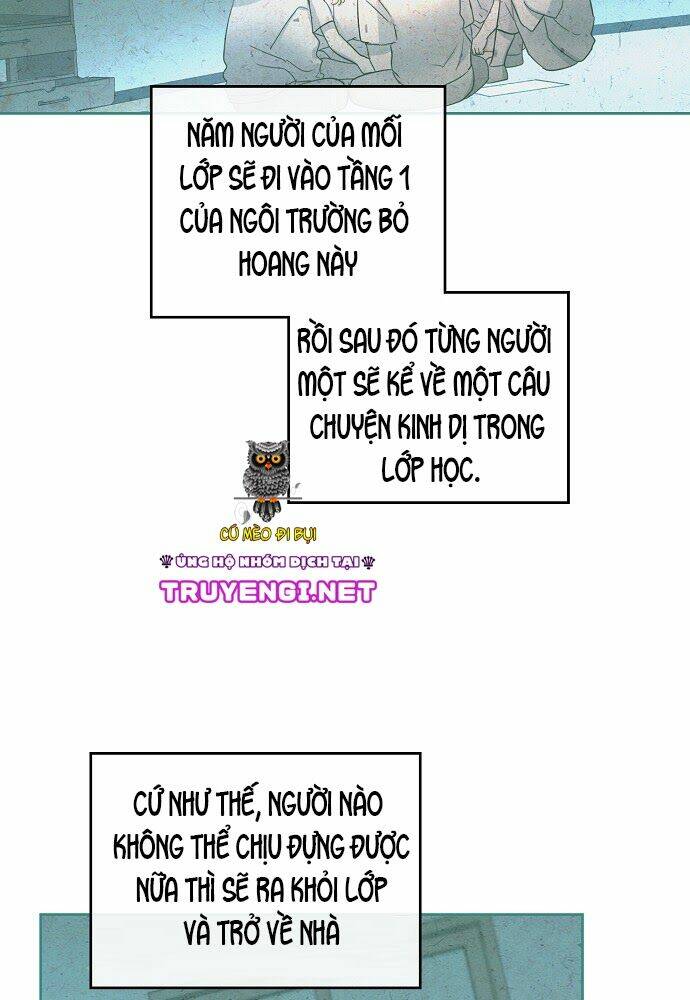 NĂM NGƯỜI CỦA MỖI
LỚP SẼ ĐI VÀO TẦNG 1
CỦA NGÔI TRƯỜNG BỎ
HOANG NÀY
RỒI SAU ĐÓ TỪNG NGƯỜI
MỘT SẼ KỂ VỀ MỘT CÂU
CHUYỆN KINH DỊ TRONG
LỚP HỌC.
CÚ MÈO ĐI BỤI
ỦNG HỘ NHÓM DỊCH TẠI
TRUYENGI.NET
CỨ NHƯ THẾ, NGƯỜI NÀO
KHÔNG THỂ CHỊU ĐỰNG ĐƯỢC
NỮA THÌ SẼ RA KHỎI LỚP
VÀ TRỞ VỀ NHÀ